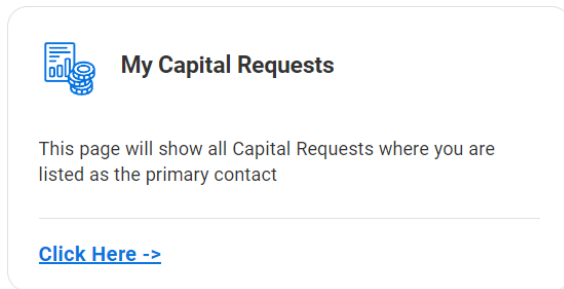 My Capital Requests
This page will show all Capital Requests where you are
listed as the primary contact
Click Here ->